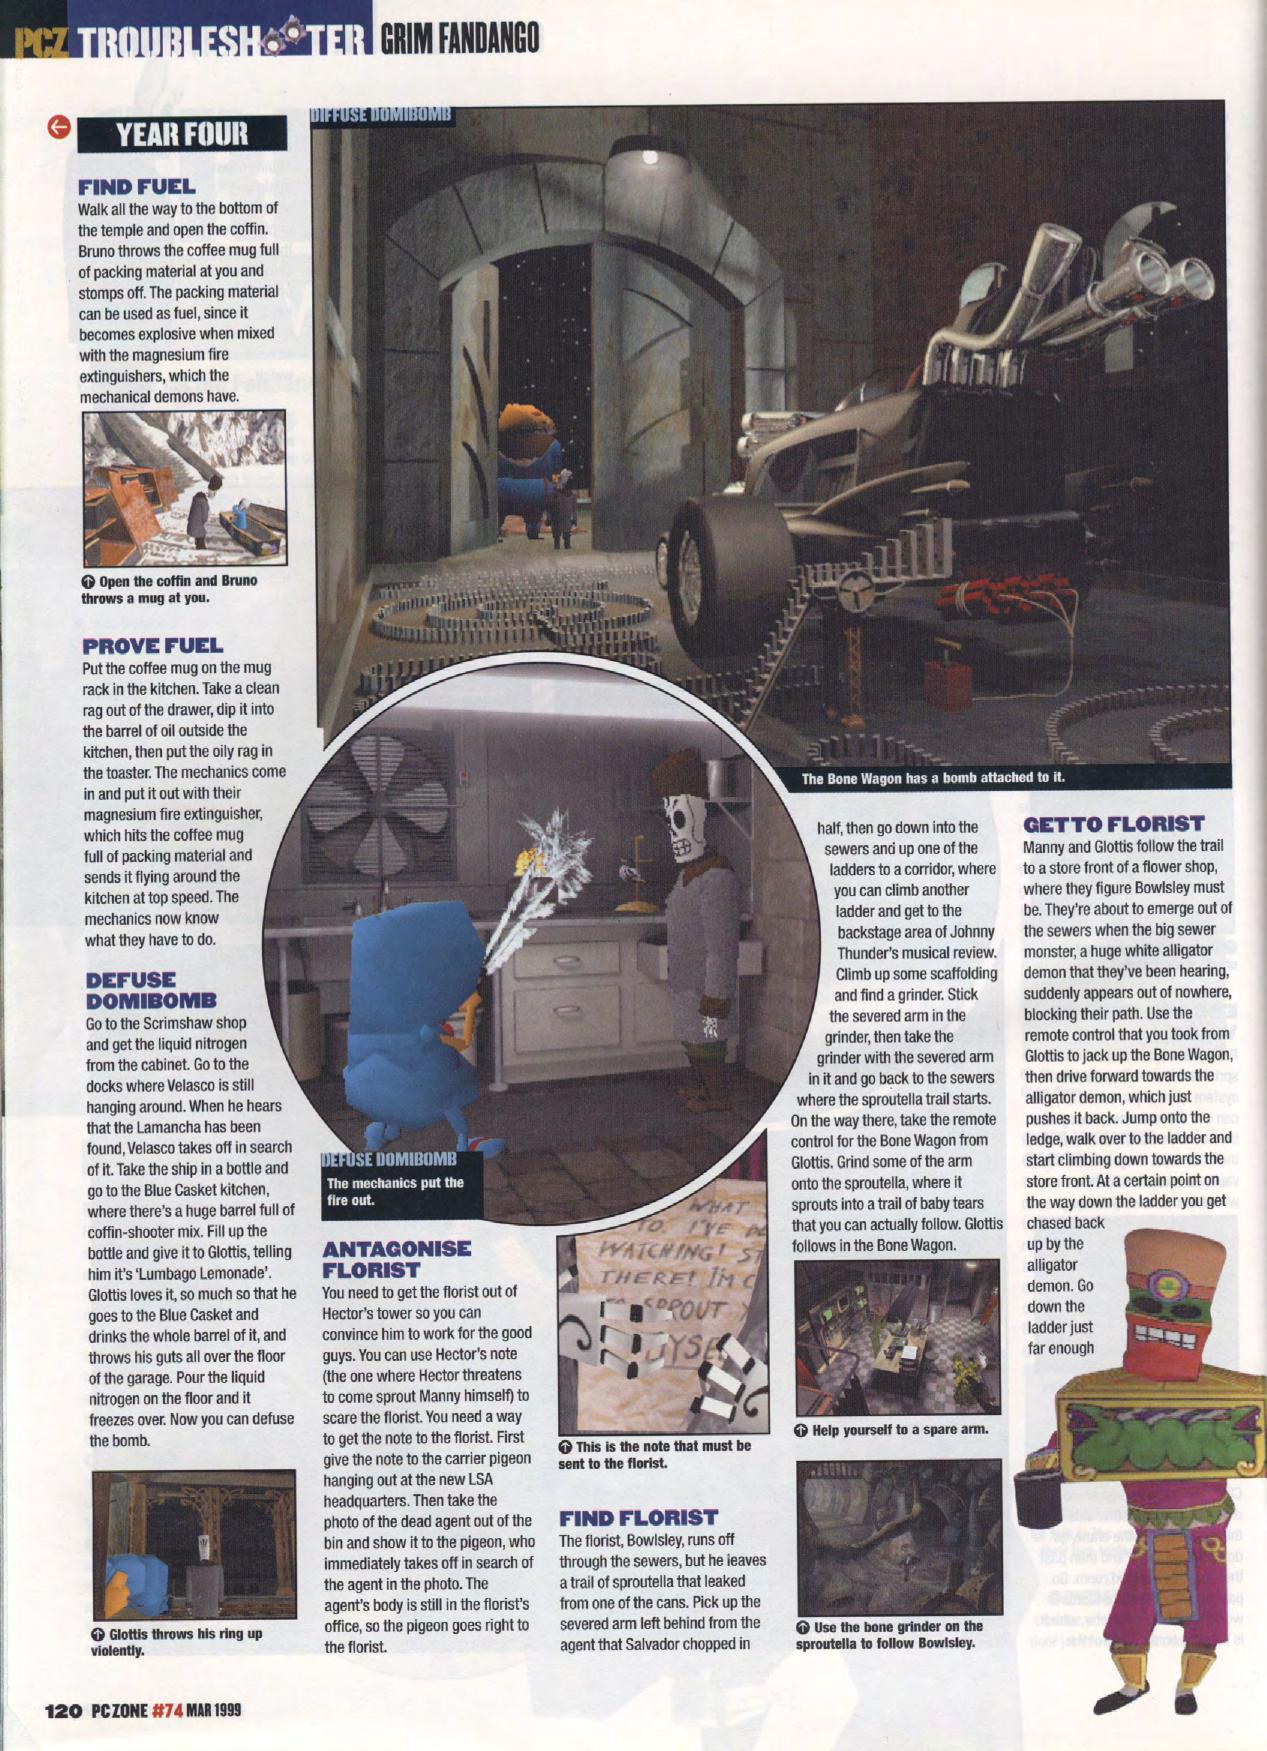 PCZ TROUBLESHOOTER GRIM FANDANGO
YEAR FOUR
FIND FUEL
Walk all the way to the bottom of
the temple and open the coffin.
Bruno throws the coffee mug full
of packing material at you and
stomps off. The packing material
can be used as fuel, since it
becomes explosive when mixed
with the magnesium fire
extinguishers, which the
mechanical demons have.
Open the coffin and Bruno
throws a mug at you.
PROVE FUEL
Put the coffee mug on the mug
rack in the kitchen. Take a clean
rag out of the drawer, dip it into
the barrel of oil outside the
kitchen, then put the oily rag in
the toaster. The mechanics come
in and put it out with their
magnesium fire extinguisher,
which hits the coffee mug
full of packing material and
sends it flying around the
kitchen at top speed. The
mechanics now know
what they have to do.
DEFUSE
DOMIBOMB
Go to the Scrimshaw shop
and get the liquid nitrogen
from the cabinet. Go to the
docks where Velasco is still
hanging around. When he hears
that the Lamancha has been
found, Velasco takes off in search
of it. Take the ship in a bottle and
go to the Blue Casket kitchen,
where there's a huge barrel full of
coffin-shooter mix. Fill up the
bottle and give it to Glottis, telling
him it's 'Lumbago Lemonade'.
Glottis loves it, so much so that he
goes to the Blue Casket and
drinks the whole barrel of it, and
throws his guts all over the floor
of the garage. Pour the liquid
nitrogen on the floor and it
freezes over. Now you can defuse
the bomb.
Glottis throws his ring up
violently.
DIFFUSE DOMIBOMB
The Bone Wagon has a bomb attached to it.
DEFUSE DOMIBOMB
The mechanics put the
fire out.
ANTAGONISE
FLORIST
You need to get the florist out of
Hector's tower so you can
convince him to work for the good
guys. You can use Hector's note
(the one where Hector threatens
to come sprout Manny himself) to
scare the florist. You need a way
to get the note to the florist. First
give the note to the carrier pigeon
hanging out at the new LSA
headquarters. Then take the
photo of the dead agent out of the
bin and show it to the pigeon, who
immediately takes off in search of
the agent in the photo. The
agent's body is still in the florist's
office, so the pigeon goes right to
the florist.
WHAT
TO. I'VE
WATCHING! ST
THERE! I'M C
SPROUT
This is the note that must be
sent to the florist.
FIND FLORIST
The florist, Bowlsley, runs off
through the sewers, but he leaves
a trail of sproutella that leaked
from one of the cans. Pick up the
severed arm left behind from the
agent that Salvador chopped in
half, then go down into the
sewers and up one of the
ladders to a corridor, where
you can climb another
ladder and get to the
backstage area of Johnny
Thunder's musical review.
Climb up some scaffolding
and find a grinder. Stick
the severed arm in the
grinder, then take the
grinder with the severed arm
in it and go back to the sewers
where the sproutella trail starts.
On the way there, take the remote
control for the Bone Wagon from
Glottis. Grind some of the arm
onto the sproutella, where it
sprouts into a trail of baby tears
that you can actually follow. Glottis
follows in the Bone Wagon.
Help yourself to a spare arm.
Use the bone grinder on the
sproutella to follow Bowlsley.
GET TO FLORIST
Manny and Glottis follow the trail
to a store front of a flower shop,
where they figure Bowlsley must
be. They're about to emerge out of
the sewers when the big sewer
monster, a huge white alligator
demon that they've been hearing,
suddenly appears out of nowhere,
blocking their path. Use the
remote control that you took from
Glottis to jack up the Bone Wagon,
then drive forward towards the
alligator demon, which just
pushes it back. Jump onto the
ledge, walk over to the ladder and
start climbing down towards the
store front. At a certain point on
the way down the ladder you get
chased back
up by the
alligator
demon. Go
down the
ladder just
far enough
120 PC ZONE #74 MAR 1999